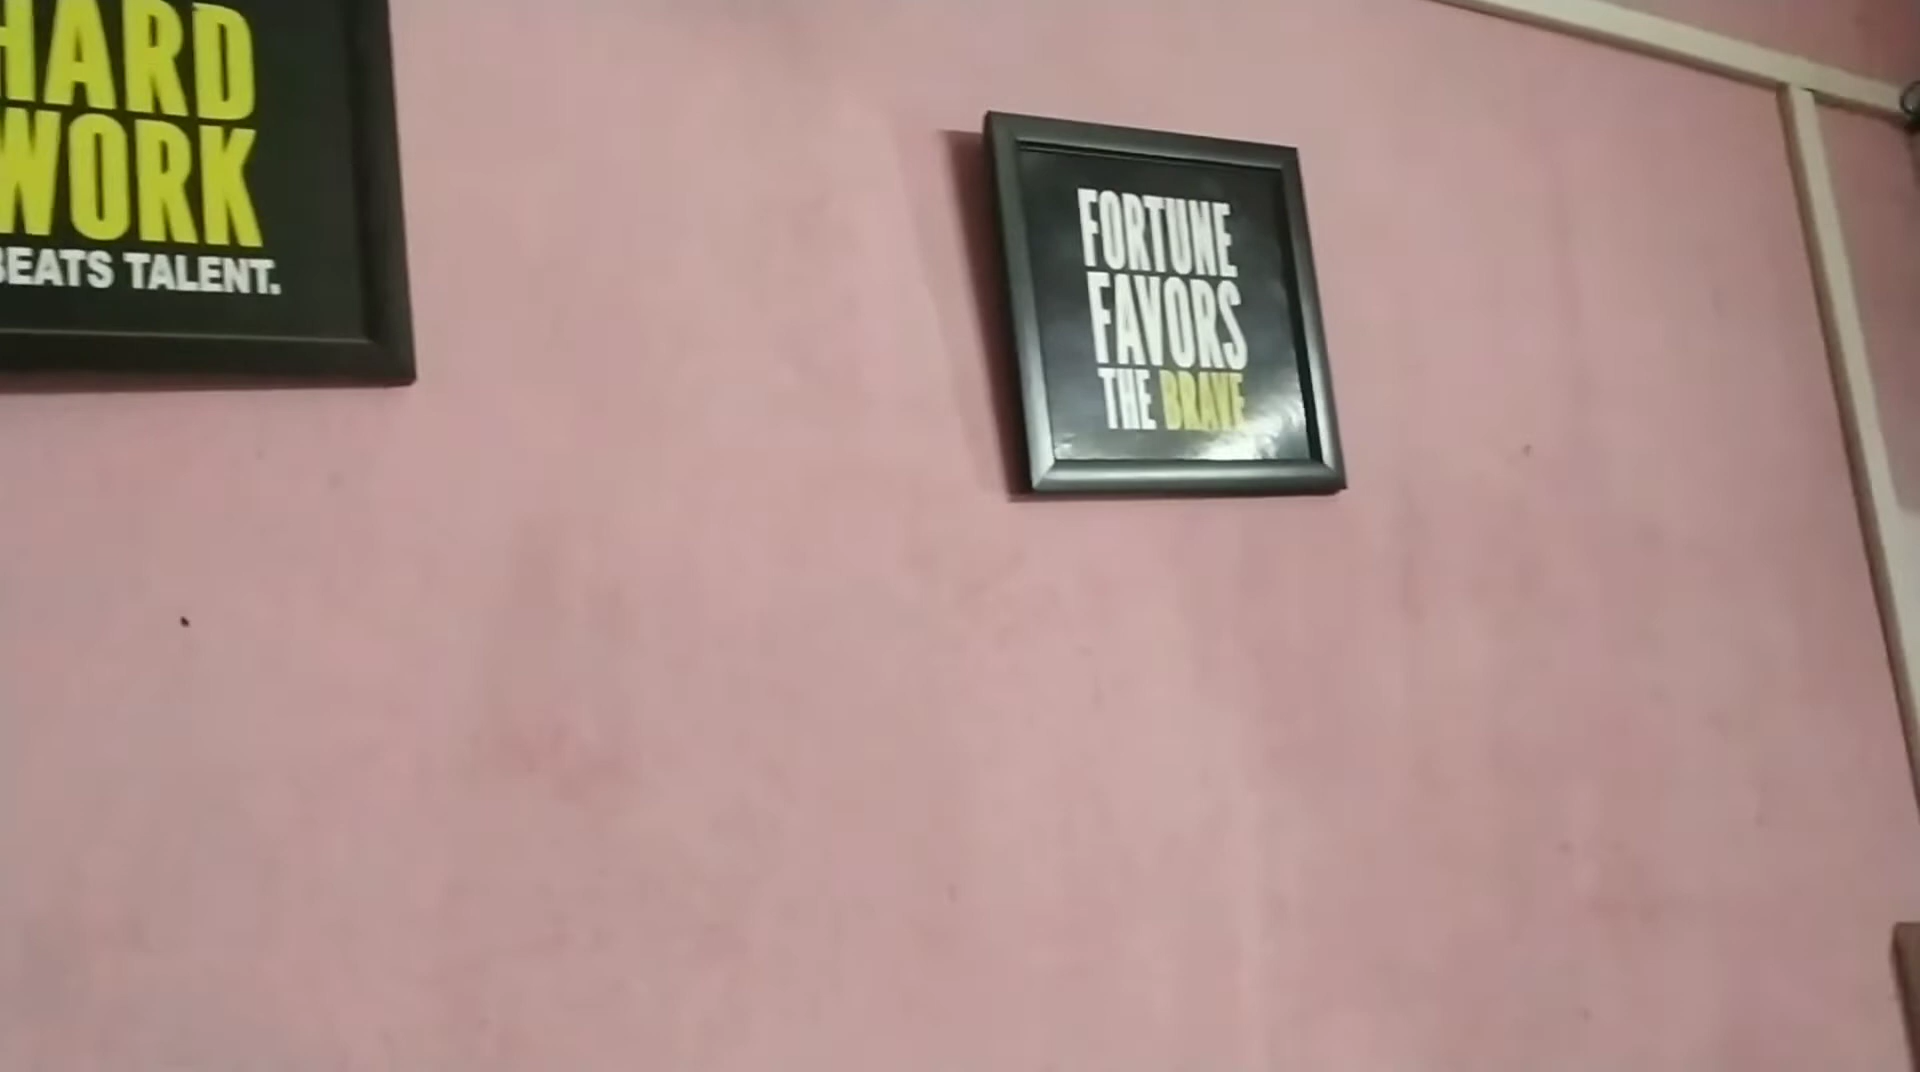 HARD
WORK
BEATS TALENT.
FORTUNE
FAVORS
THE BRAVE